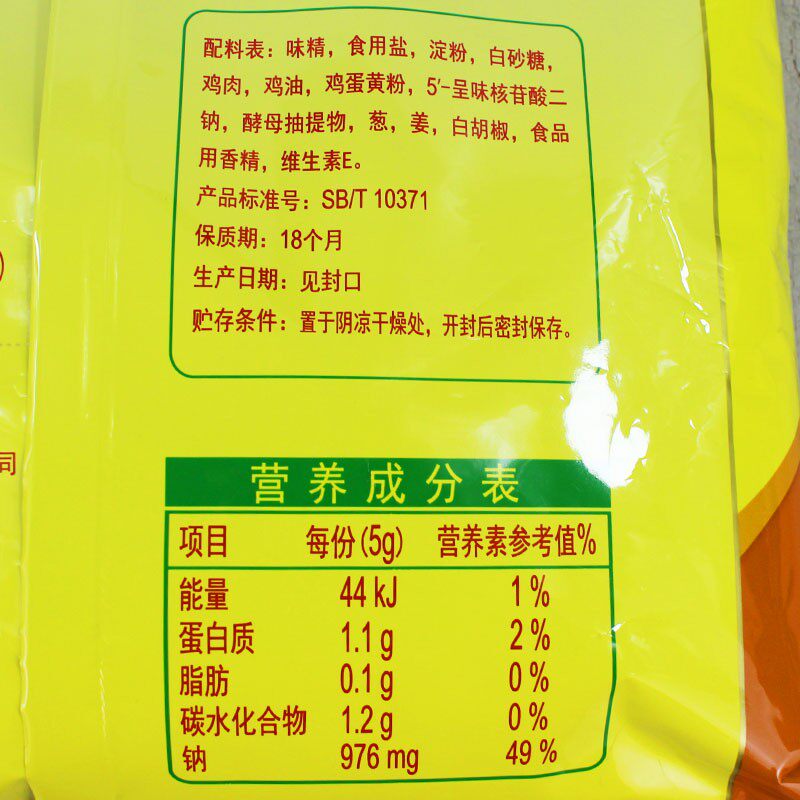 配料表：味精，食用盐，淀粉，白砂糖，
鸡肉，鸡油，鸡蛋黄粉，5′-呈味核苷酸二
钠，酵母抽提物，葱，姜，白胡椒，食品
用香精，维生素E。
产品标准号：SB/T 10371
保质期：18个月
生产日期：见封口
贮存条件：置于阴凉干燥处，开封后密封保存。
司
营养成分表
项目 每份(5g) 营养素参考值%
能量 44 kJ 1 %
蛋白质 1.1 g 2 %
脂肪 0.1 g 0 %
碳水化合物 1.2 g 0 %
钠 976 mg 49 %